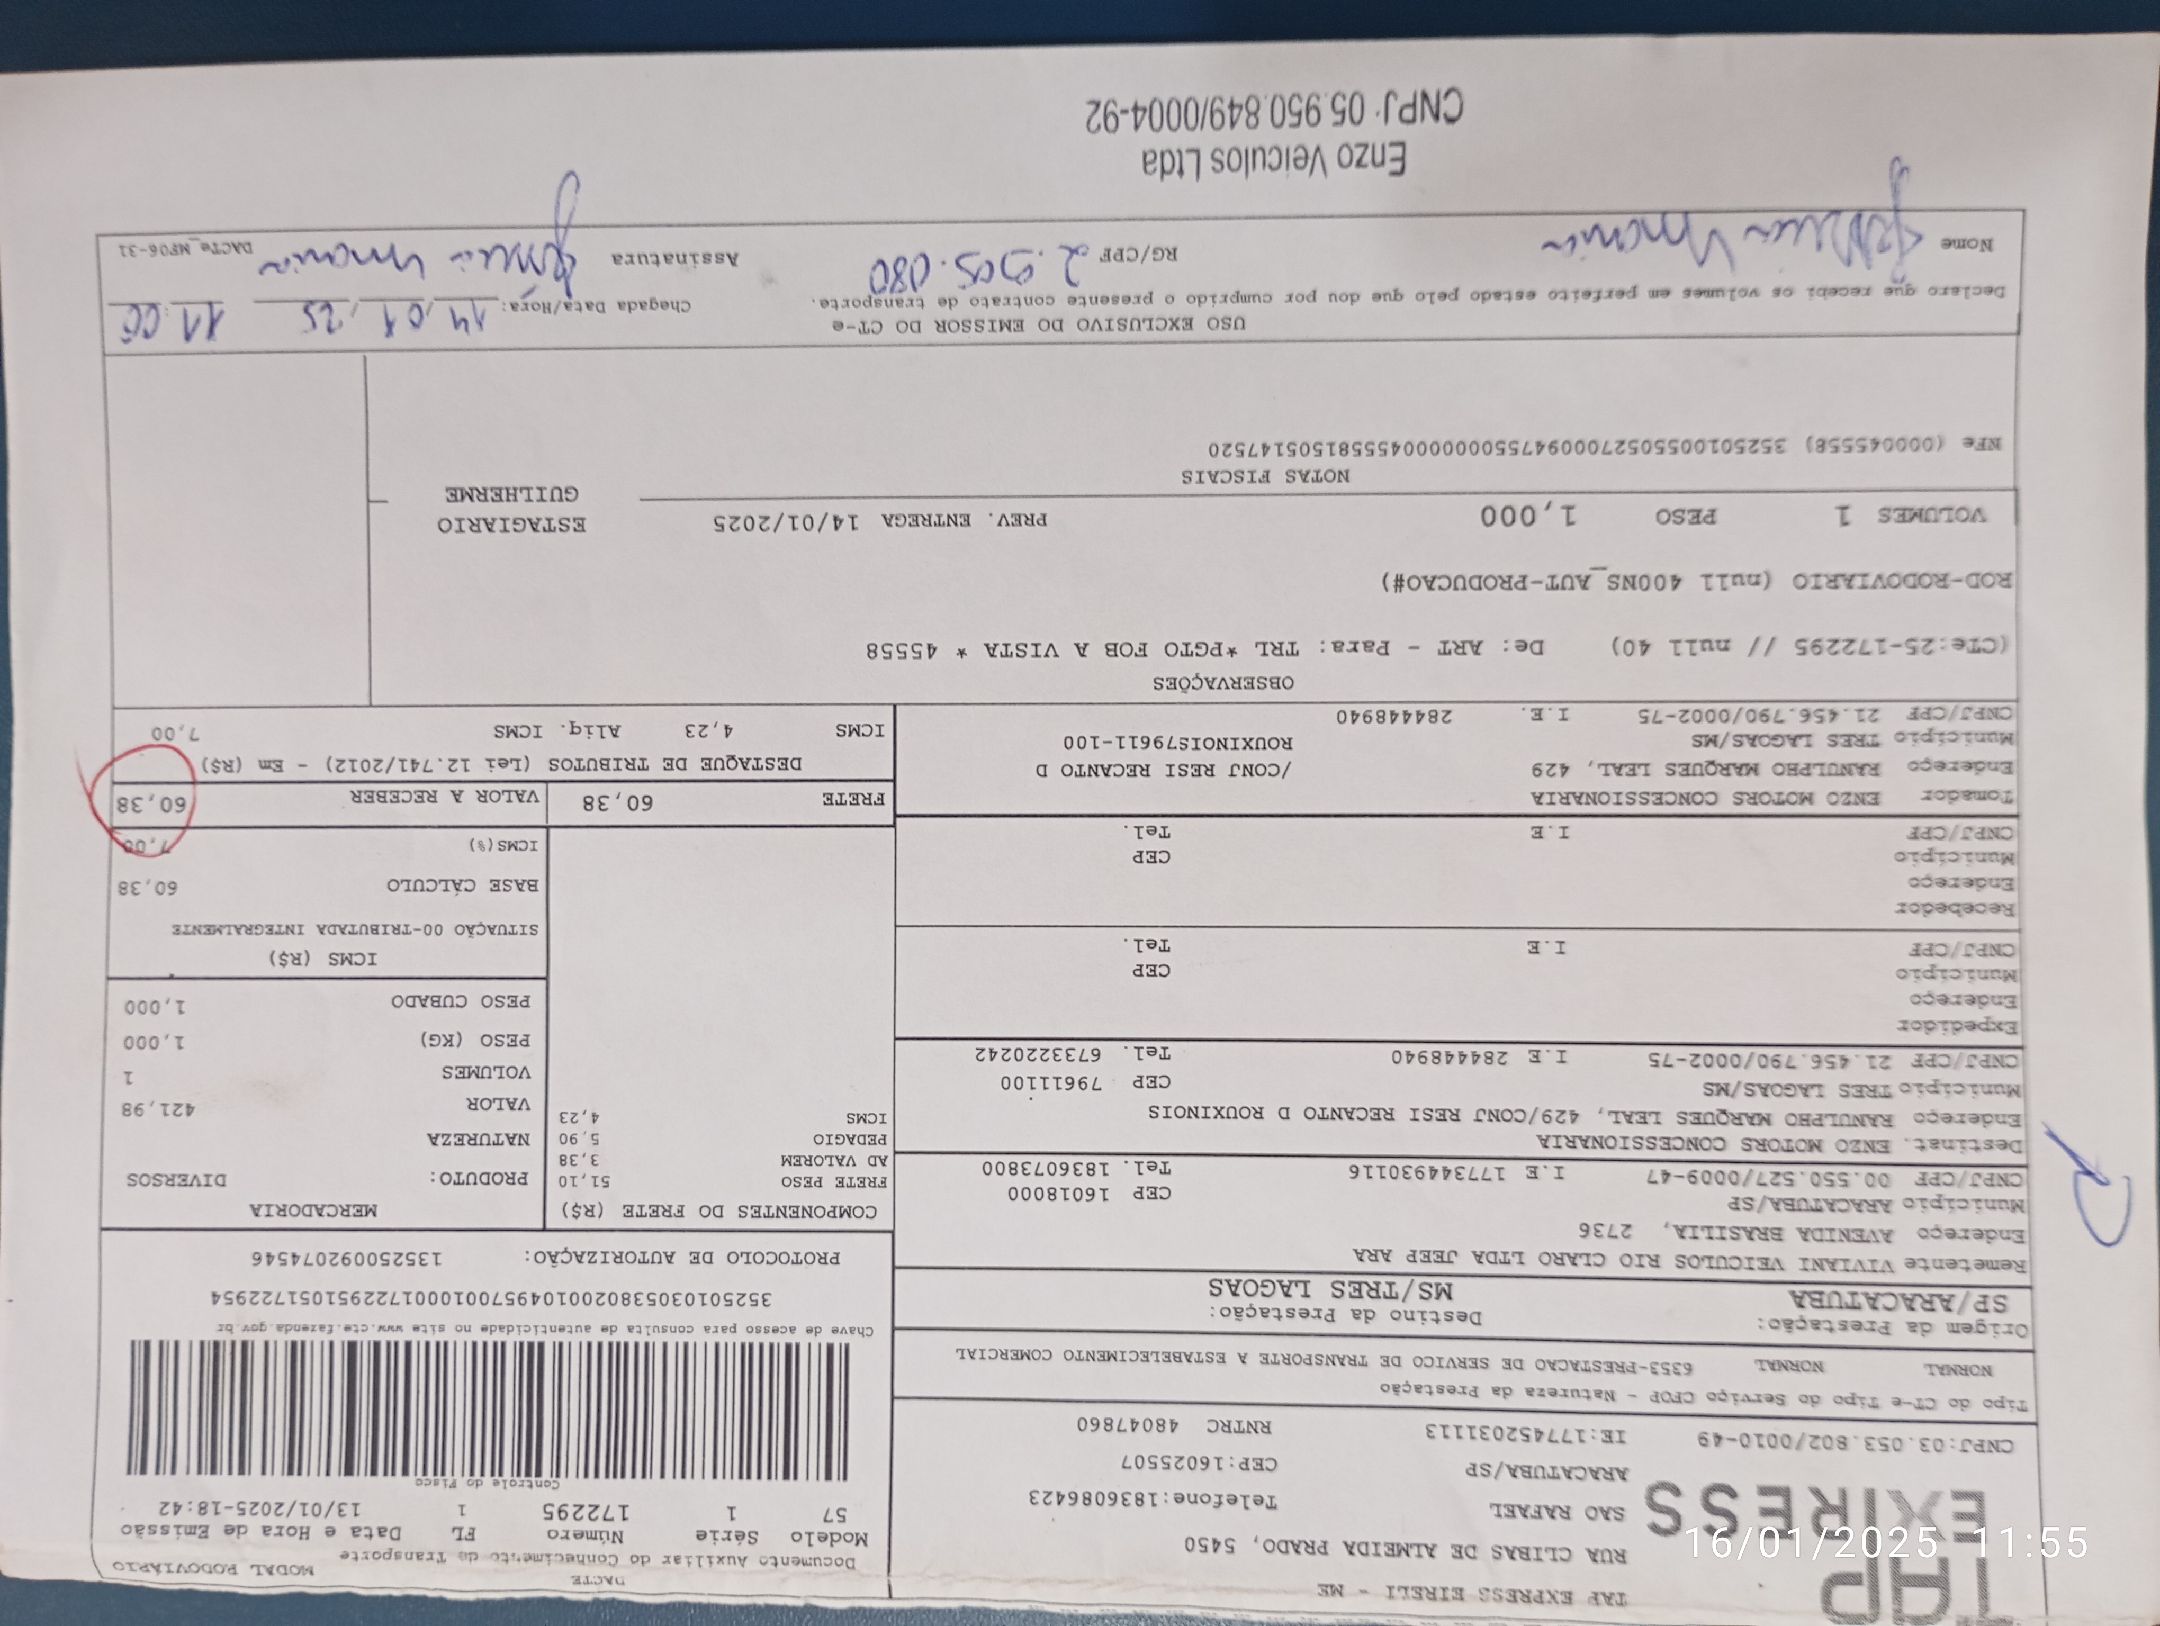 TAP
EXIRESS
TAP EXPRESS EIRELI - ME
RUA CLIBAS DE ALMEIDA PRADO, 5450
SAO RAFAEL Telefone:1836086423
ARACATUBA/SP CEP:16025507
CNPJ:03.053.802/0010-49 IE:177452031113 RNTRC 48047860
DACTE
Documento Auxiliar do Conhecimento de Transporte
MODAL RODOVIÁRIO
Modelo Série Número FL Data e Hora de Emissão
57 1 172295 1 13/01/2025-18:42
Controle do Fisco
Chave de acesso para consulta de autenticidade no site www.cte.fazenda.gov.br
35250103053802001049570010001722951051722954
PROTOCOLO DE AUTORIZAÇÃO: 135250092074546
Tipo do CT-e Tipo do Serviço CFOP - Natureza da Prestação
NORMAL NORMAL 6353-PRESTACAO DE SERVICO DE TRANSPORTE A ESTABELECIMENTO COMERCIAL
Origem da Prestação: Destino da Prestação:
SP/ARACATUBA MS/TRES LAGOAS
Remetente VIVIANI VEICULOS RIO CLARO LTDA JEEP ARA
Endereço AVENIDA BRASILIA, 2736
Município ARACATUBA/SP CEP 16018000
CNPJ/CPF 00.550.527/0009-47 I.E 177344930116 Tel. 1836073800
Destinat. ENZO MOTORS CONCESSIONARIA
Endereço RANULPHO MARQUES LEAL, 429/CONJ RESI RECANTO D ROUXINOIS
Município TRES LAGOAS/MS CEP 79611100
CNPJ/CPF 21.456.790/0002-75 I.E 28448940 Tel. 6733220242
Expedidor
Endereço
Município CEP
CNPJ/CPF I.E Tel.
Recebedor
Endereço
Município CEP
CNPJ/CPF I.E Tel.
Tomador ENZO MOTORS CONCESSIONARIA
Endereço RANULPHO MARQUES LEAL, 429 /CONJ RESI RECANTO D
Município TRES LAGOAS/MS ROUXINOIS79611-100
CNPJ/CPF 21.456.790/0002-75 I.E. 28448940
COMPONENTES DO FRETE (R$)
FRETE PESO 51,10
AD VALOREM 3,38
PEDAGIO 5,90
ICMS 4,23
MERCADORIA
PRODUTO: DIVERSOS
NATUREZA
VALOR 421,98
VOLUMES 1
PESO (KG) 1,000
PESO CUBADO 1,000
ICMS (R$)
SITUAÇÃO 00-TRIBUTADA INTEGRALMENTE
BASE CÁLCULO 60,38
ICMS(%) 7,00
FRETE 60,38 VALOR A RECEBER 60,38
DESTAQUE DE TRIBUTOS (Lei 12.741/2012) - Em (R$)
ICMS 4,23 Aliq. ICMS 7,00
OBSERVAÇÕES
(CTe:25-172295 // null 40) De: ART - Para: TRL *PGTO FOB A VISTA * 45558
ROD-RODOVIARIO (null 400NS_AUT-PRODUCAO#)
VOLUMES 1 PESO 1,000 PREV. ENTREGA 14/01/2025
ESTAGIARIO
GUILHERME
NOTAS FISCAIS
NFe (000045558) 35250100550527000947550000000455581505147520
USO EXCLUSIVO DO EMISSOR DO CT-e
Declaro que recebi os volumes em perfeito estado pelo que dou por cumprido o presente contrato de transporte.
Chegada Data/Hora: 14,01,25 11:00
Nome Maria RG/CPF 2.905.080 Assinatura Maria
DACTe_MF06-31
Enzo Veiculos Ltda
CNPJ: 05.950.849/0004-92
16/01/2025 11:55